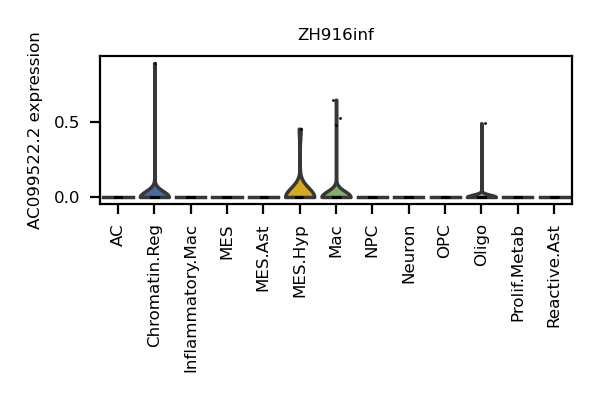 ZH916inf
AC099522.2 expression
0.5
0.0
AC
Chromatin.Reg
Inflammatory.Mac
MES
MES.Ast
MES.Hyp
Mac
NPC
Neuron
OPC
Oligo
Prolif.Metab
Reactive.Ast